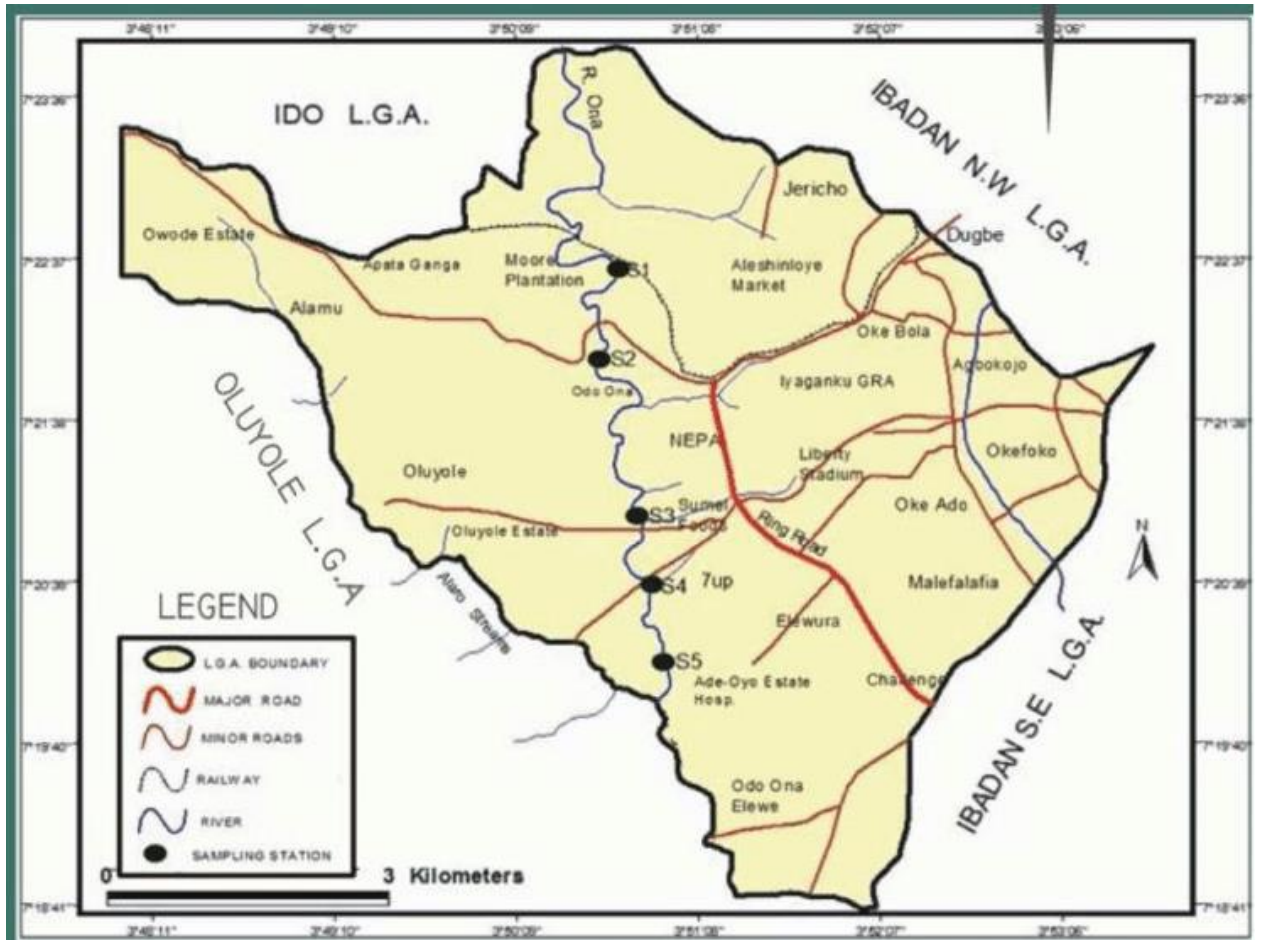 3°48'11"
3°49'10"
3°50'09"
3°51'08"
3°52'07"
7°23'36"
7°23'36"
IDO L.G.A.
R. Ona
IBADAN N.W L.G.A.
Jericho
Owode Estate
Dugbe
7°22'37"
7°22'37"
Apata Ganga
Moore
Plantation
S1
Aleshinloye
Market
Alamu
Oke Bola
S2
Agbokojo
Odo Ona
Iyaganku GRA
7°21'38"
7°21'38"
OLUYOLE L.G.A
NEPA
Liberty
Stadium
Okefoko
Oluyole
S3
Sumel
Foods
Oke Ado
Oluyole Estate
Ring Road
N
7°20'39"
7°20'39"
S4
7up
Malefalafia
Alaro Streams
Elewura
S5
Ade-Oyo Estate
Hosp.
Challenge
IBADAN S.E L.G.A.
7°19'40"
7°19'40"
Odo Ona
Elewe
LEGEND
L.G.A. BOUNDARY
MAJOR ROAD
MINOR ROADS
RAILWAY
RIVER
SAMPLING STATION
0 3 Kilometers
7°18'41"
7°18'41"
3°48'11"
3°49'10"
3°50'09"
3°51'08"
3°52'07"
3°53'06"